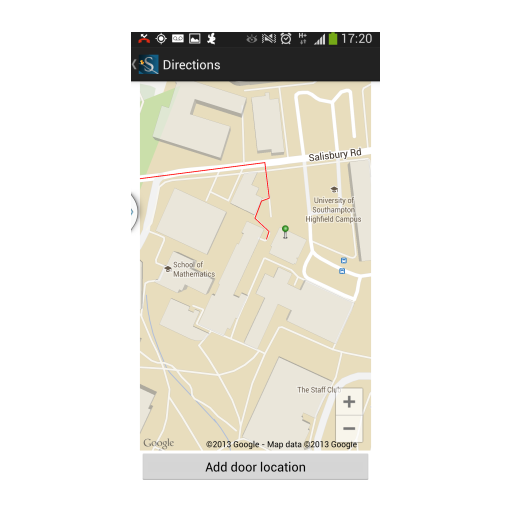 17:20
S Directions
Salisbury Rd
University of
Southampton
Highfield Campus
School of
Mathematics
The Staff Club
+
−
Google
©2013 Google - Map data ©2013 Google
Add door location